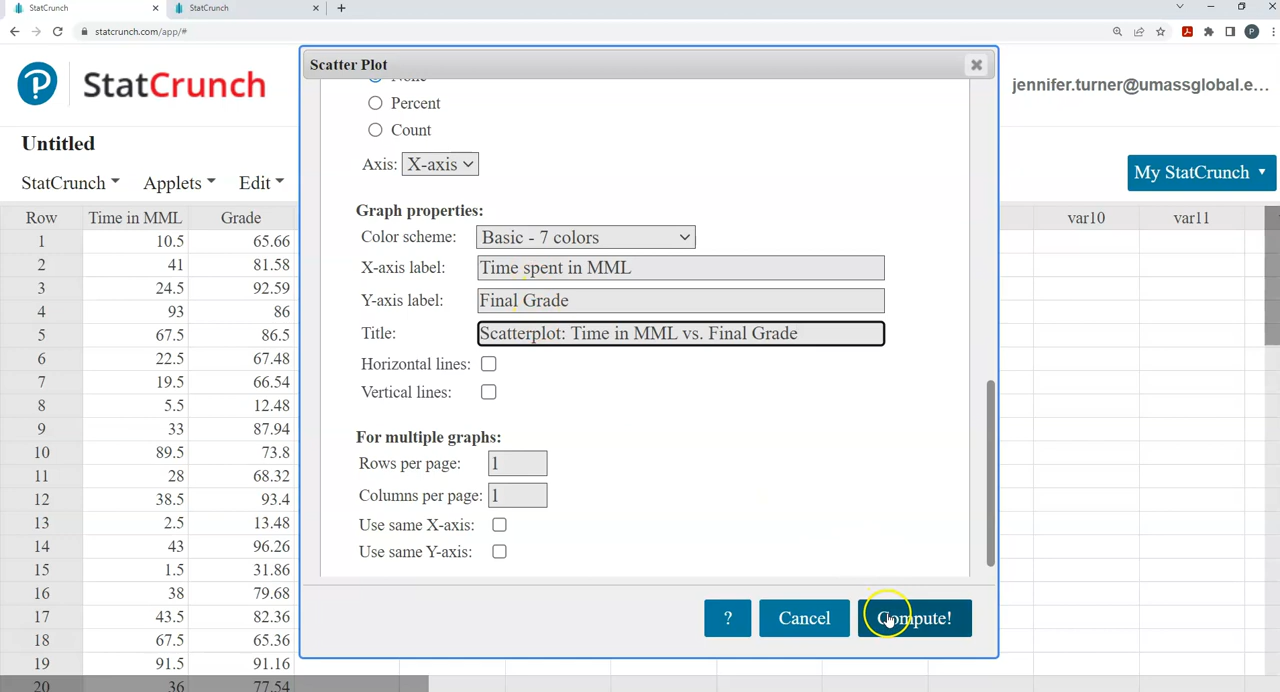 StatCrunch
StatCrunch
statcrunch.com/app/#
P
StatCrunch
jennifer.turner@umassglobal.e...
Untitled
StatCrunch Applets Edit
My StatCrunch
Scatter Plot
None
Percent
Count
Axis: X-axis
Graph properties:
Color scheme: Basic - 7 colors
X-axis label: Time spent in MML
Y-axis label: Final Grade
Title: Scatterplot: Time in MML vs. Final Grade
Horizontal lines:
Vertical lines:
For multiple graphs:
Rows per page: 1
Columns per page: 1
Use same X-axis:
Use same Y-axis:
? Cancel Compute!
Row Time in MML Grade var10 var11
1 10.5 65.66
2 41 81.58
3 24.5 92.59
4 93 86
5 67.5 86.5
6 22.5 67.48
7 19.5 66.54
8 5.5 12.48
9 33 87.94
10 89.5 73.8
11 28 68.32
12 38.5 93.4
13 2.5 13.48
14 43 96.26
15 1.5 31.86
16 38 79.68
17 43.5 82.36
18 67.5 65.36
19 91.5 91.16
20 36 77.54